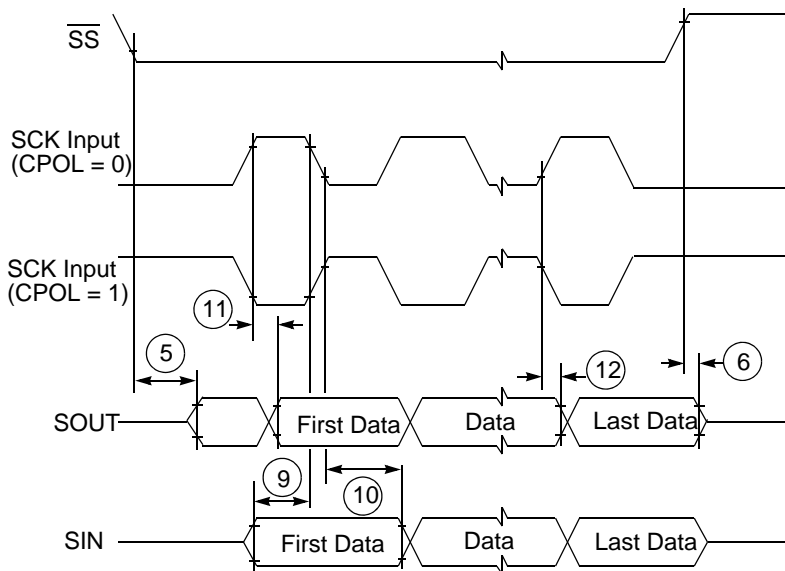 SS
SCK Input
(CPOL = 0)
SCK Input
(CPOL = 1)
11
5
12
6
SOUT
First Data
Data
Last Data
9
10
SIN
First Data
Data
Last Data